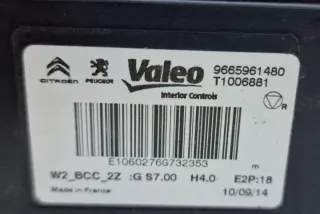 CITROËN PEUGEOT Valeo 9665961480
T1006881
Interior Controls
R
E1060276G732353
m
W2_BCC_2Z :G S7.00 H4.0 E2P:18
Made in France 10/09/14